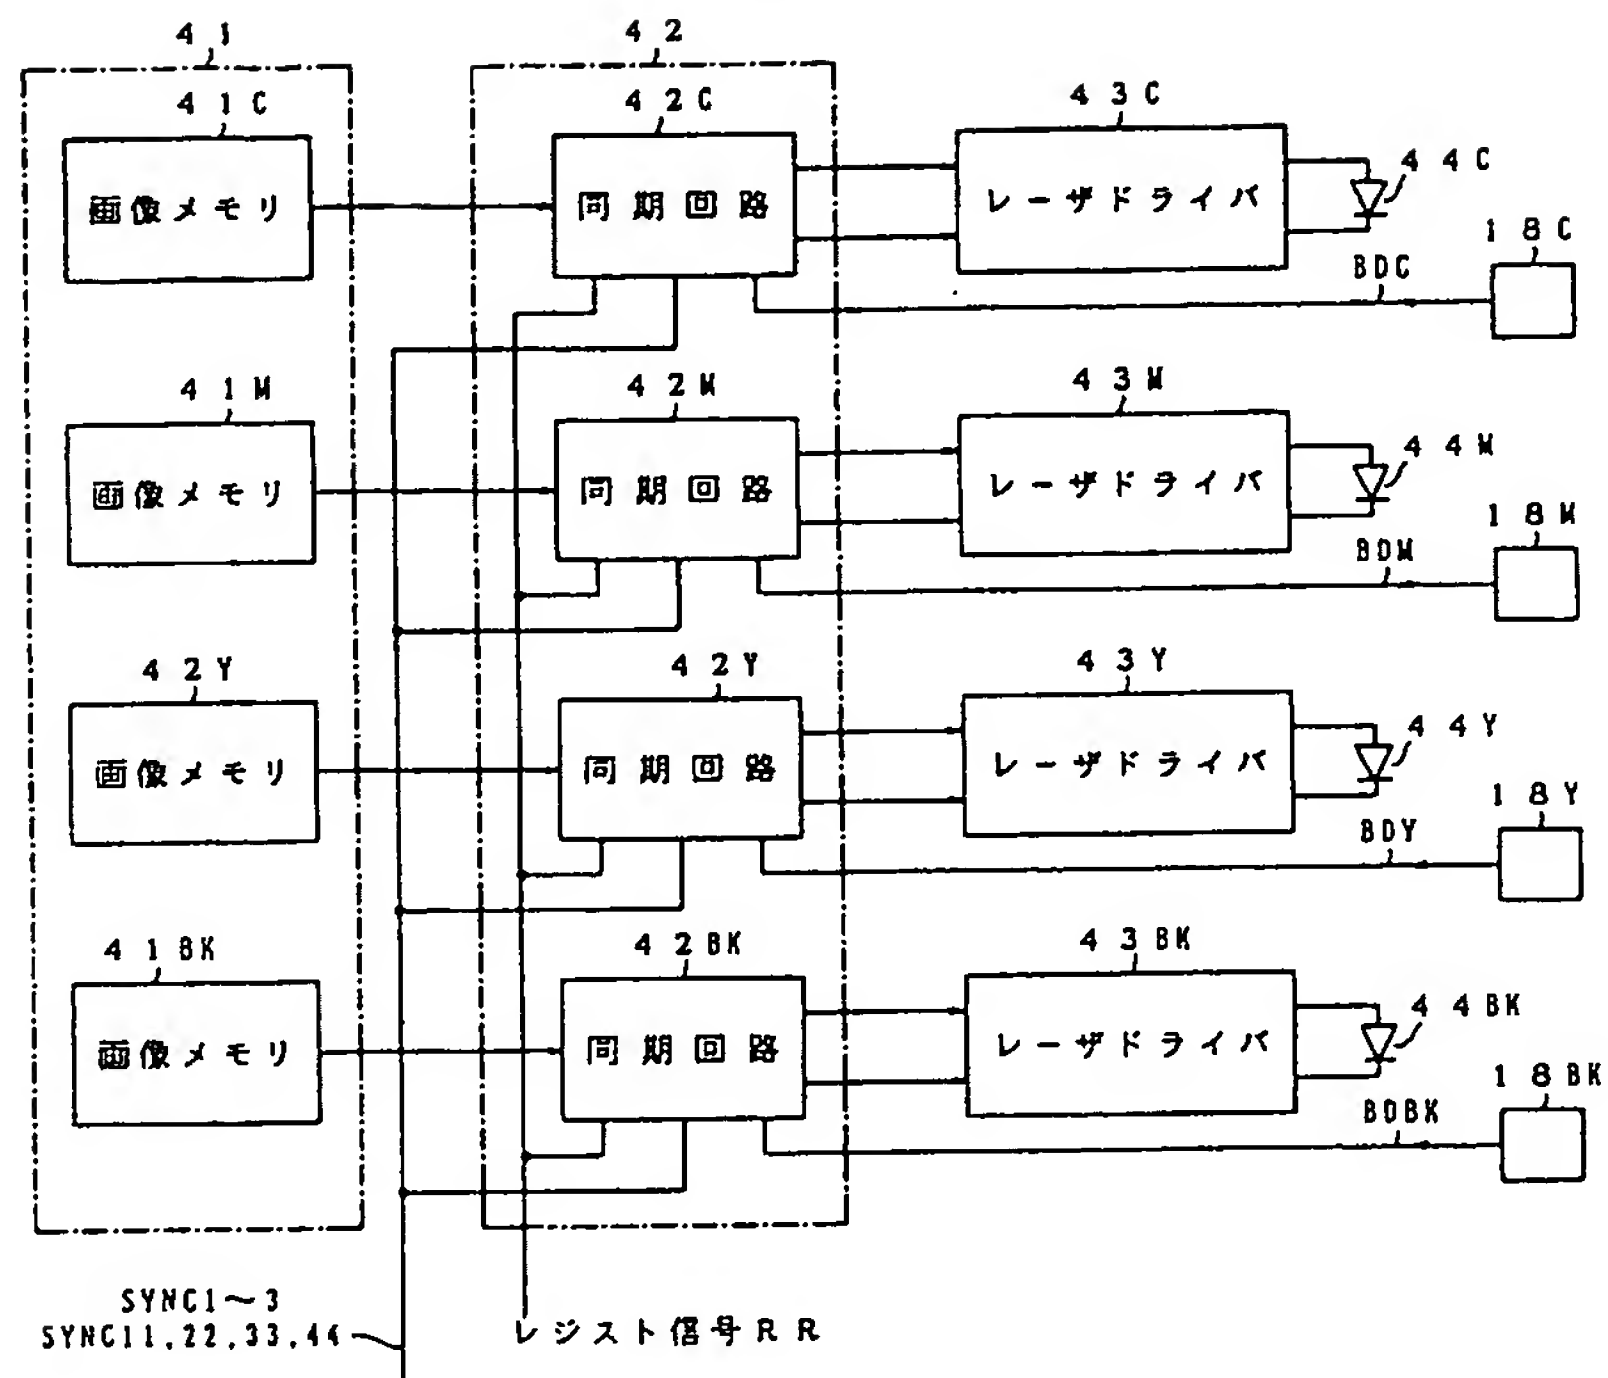 41
42
41C
42C
43C
44C
画像メモリ
同期回路
レーザドライバ
18C
BDC
41M
42M
43M
44M
画像メモリ
同期回路
レーザドライバ
18M
BDM
42Y
42Y
43Y
44Y
画像メモリ
同期回路
レーザドライバ
18Y
BDY
41BK
42BK
43BK
44BK
画像メモリ
同期回路
レーザドライバ
18BK
BDBK
SYNC1～3
SYNC11,22,33,44
レジスト信号RR